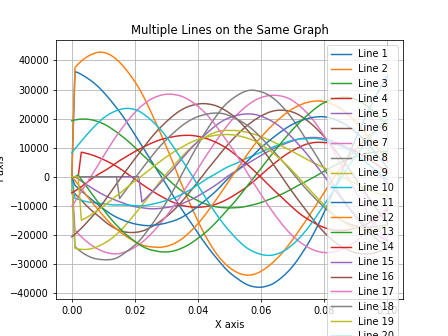 Multiple Lines on the Same Graph
40000
30000
20000
10000
0
-10000
-20000
-30000
-40000
0.00
0.02
0.04
0.06
X axis
Line 1
Line 2
Line 3
Line 4
Line 5
Line 6
Line 7
Line 8
Line 9
Line 10
Line 11
Line 12
Line 13
Line 14
Line 15
Line 16
Line 17
Line 18
Line 19
Line 20